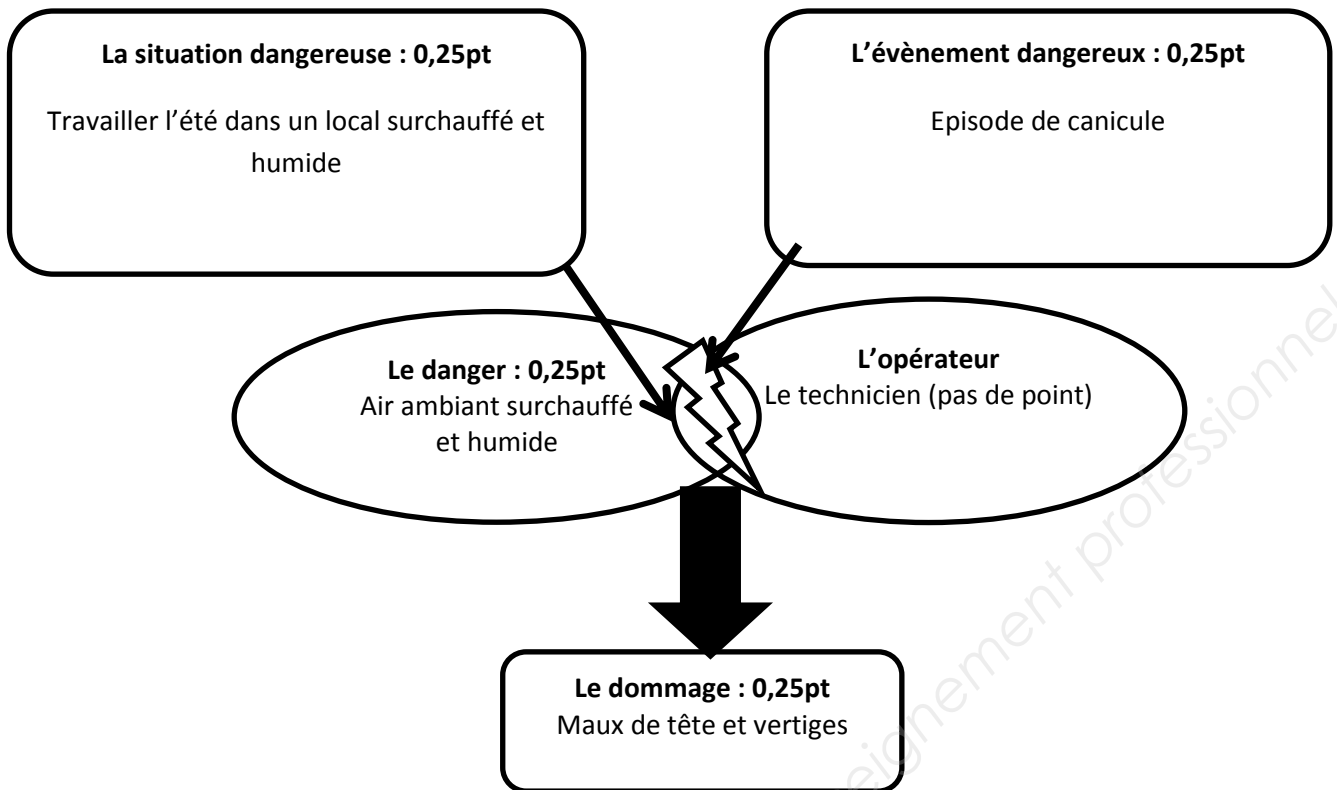 La situation dangereuse : 0,25pt
Travailler l’été dans un local surchauffé et
humide
L’évènement dangereux : 0,25pt
Episode de canicule
Le danger : 0,25pt
Air ambiant surchauffé
et humide
L’opérateur
Le technicien (pas de point)
Le dommage : 0,25pt
Maux de tête et vertiges
eignement professionnel